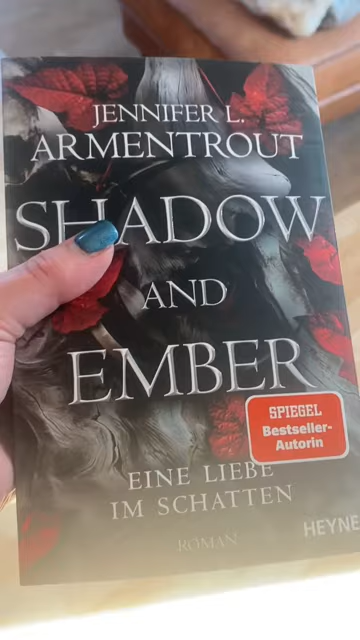 JENNIFER L.
ARMENTROUT
SHADOW
AND
EMBER
SPIEGEL
Bestseller-
Autorin
EINE LIEBE
IM SCHATTEN
ROMAN
HEYNE